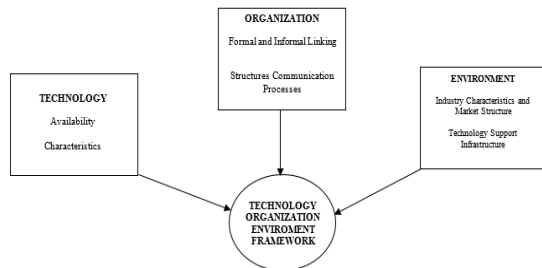 ORGANIZATION
Formal and Informal Linking
Structures Communication
Processes
TECHNOLOGY
Availability
Characteristics
ENVIRONMENT
Industry Characteristics and
Market Structure
Technology Support
Infrastructure
TECHNOLOGY
ORGANIZATION
ENVIROMENT
FRAMEWORK